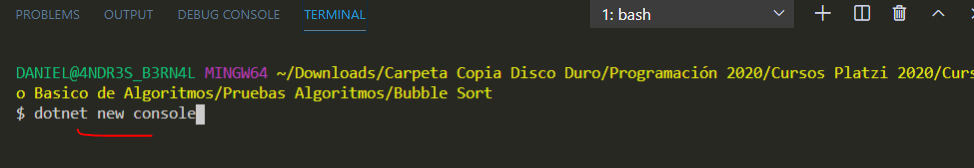 PROBLEMS OUTPUT DEBUG CONSOLE TERMINAL 1: bash
DANIEL@4NDR3S_B3RN4L MINGW64 ~/Downloads/Carpeta Copia Disco Duro/Programación 2020/Cursos Platzi 2020/Curs
o Basico de Algoritmos/Pruebas Algoritmos/Bubble Sort
$ dotnet new console